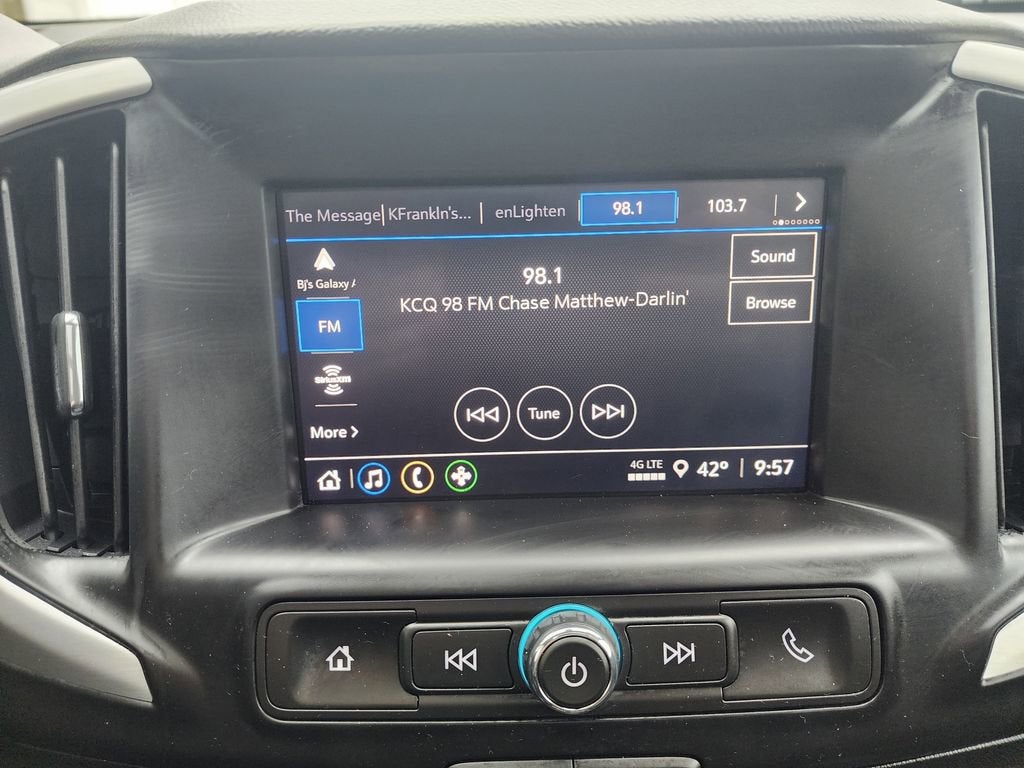 The Message KFrankln's... enLighten 98.1 103.7
Bj's Galaxy
FM
SiriusXM
More
98.1
KCQ 98 FM Chase Matthew-Darlin'
Sound
Browse
Tune
4G LTE 42° 9:57